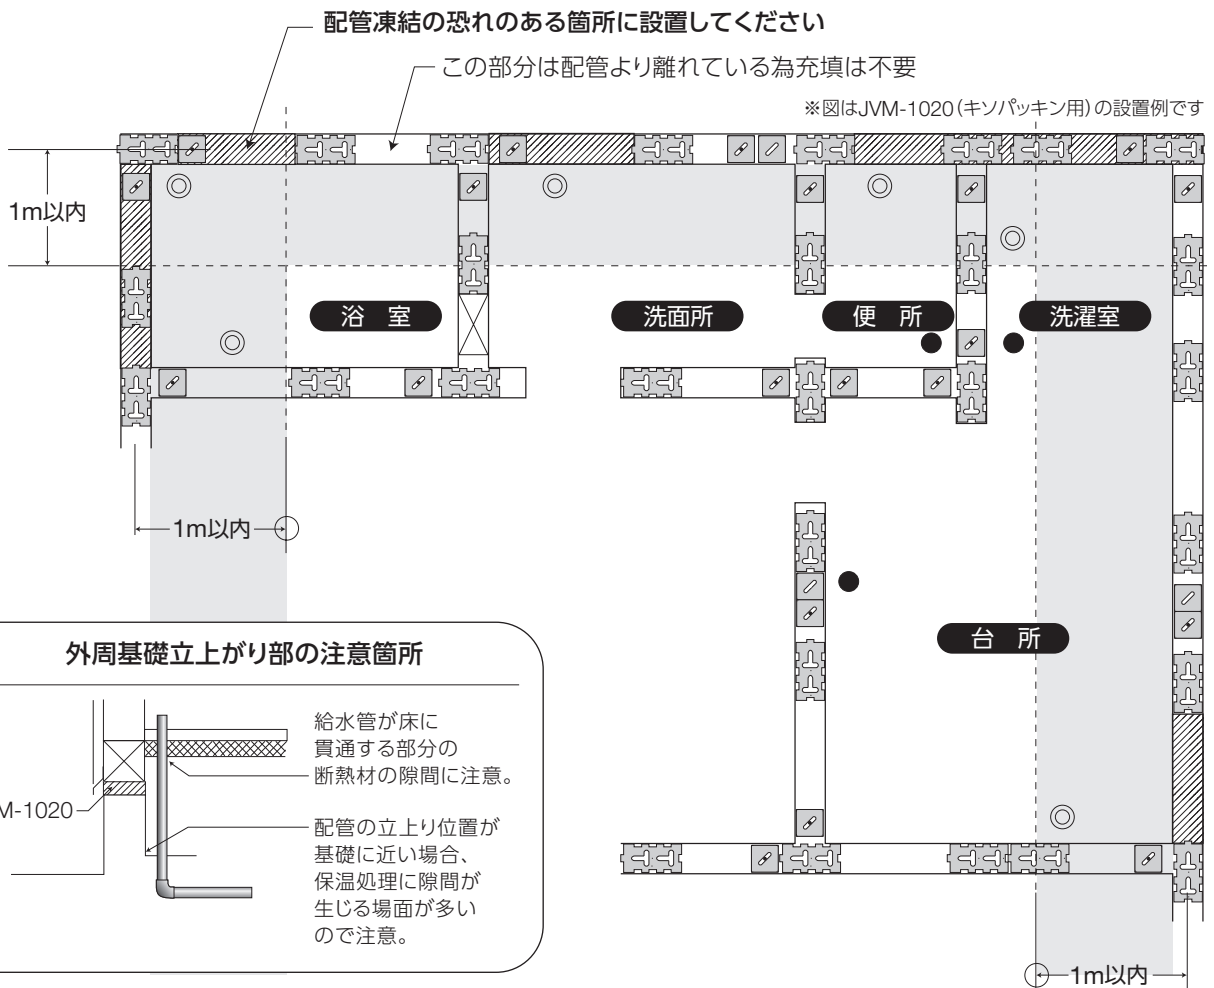 配管凍結の恐れのある箇所に設置してください
この部分は配管より離れている為充填は不要
※図はJVM-1020(キソパッキン用)の設置例です
1m以内
浴 室
洗面所
便 所
洗濯室
1m以内
台 所
外周基礎立上がり部の注意箇所
給水管が床に
貫通する部分の
断熱材の隙間に注意。
M-1020
配管の立上り位置が
基礎に近い場合、
保温処理に隙間が
生じる場面が多い
ので注意。
1m以内